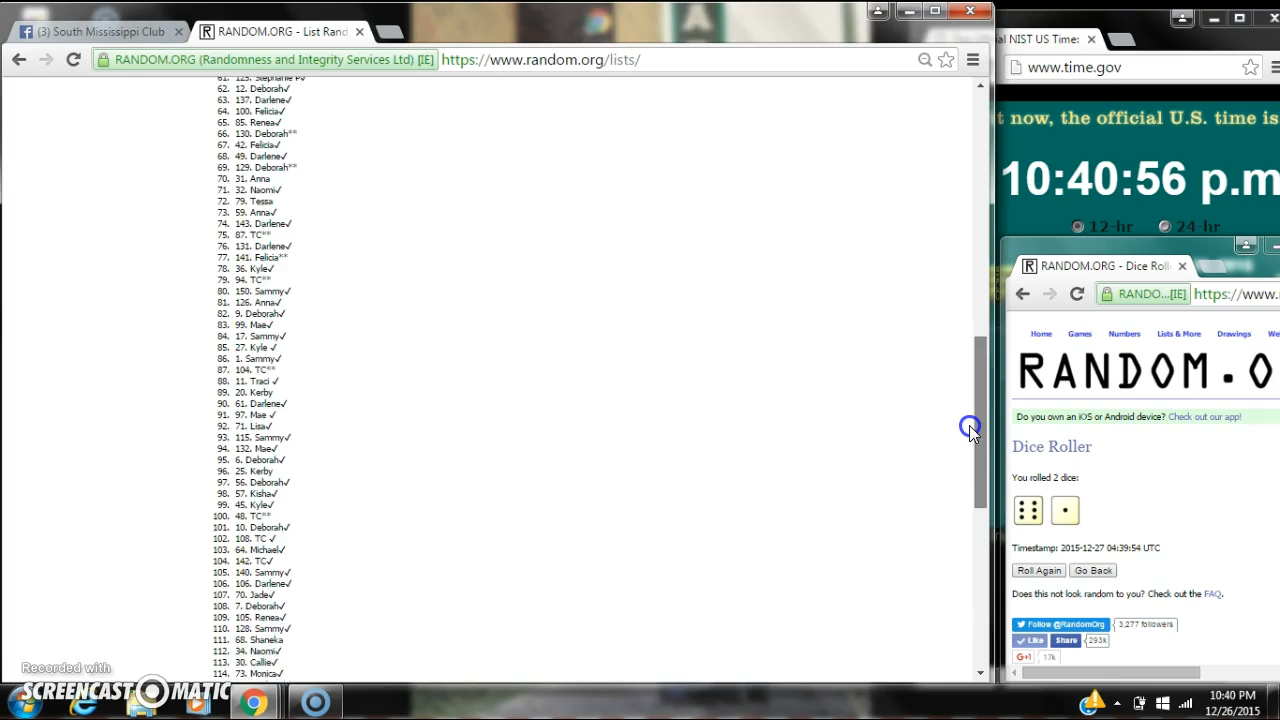 (3) South Mississippi Club
RANDOM.ORG - List Rand
RANDOM.ORG (Randomness and Integrity Services Ltd) [IE]
https://www.random.org/lists/
61. 125. Stephanie P✓
62. 12. Deborah✓
63. 137. Darlene✓
64. 100. Felicia✓
65. 85. Renea✓
66. 130. Deborah**
67. 42. Felicia✓
68. 49. Darlene✓
69. 129. Deborah**
70. 31. Anna
71. 32. Naomi✓
72. 79. Tessa
73. 59. Anna✓
74. 143. Darlene✓
75. 87. TC**
76. 131. Darlene✓
77. 141. Felicia**
78. 36. Kyle✓
79. 94. TC**
80. 150. Sammy✓
81. 126. Anna✓
82. 9. Deborah✓
83. 99. Mae✓
84. 17. Sammy✓
85. 27. Kyle ✓
86. 1. Sammy✓
87. 104. TC**
88. 11. Traci ✓
89. 20. Kerby
90. 61. Darlene✓
91. 97. Mae ✓
92. 71. Lisa✓
93. 115. Sammy✓
94. 132. Mae✓
95. 6. Deborah✓
96. 25. Kerby
97. 56. Deborah✓
98. 57. Kisha✓
99. 45. Kyle✓
100. 48. TC**
101. 10. Deborah✓
102. 108. TC ✓
103. 64. Michael✓
104. 142. TC✓
105. 140. Sammy✓
106. 106. Darlene✓
107. 70. Jade✓
108. 7. Deborah✓
109. 105. Renea✓
110. 128. Sammy✓
111. 68. Shaneka
112. 34. Naomi✓
113. 30. Callie✓
114. 73. Monica✓
ial NIST US Time:
www.time.gov
t now, the official U.S. time is
10:40:56 p.m
12-hr 24-hr
RANDOM.ORG - Dice Roll
RANDO...[IE] https://www.
Home Games Numbers Lists & More Drawings We
RANDOM.O
Do you own an iOS or Android device? Check out our app!
Dice Roller
You rolled 2 dice:
Timestamp: 2015-12-27 04:39:54 UTC
Roll Again Go Back
Does this not look random to you? Check out the FAQ.
Follow @RandomOrg 3,277 followers
Like Share 293k
G+1 17k
Recorded with
SCREENCAST-O-MATIC
10:40 PM
12/26/2015